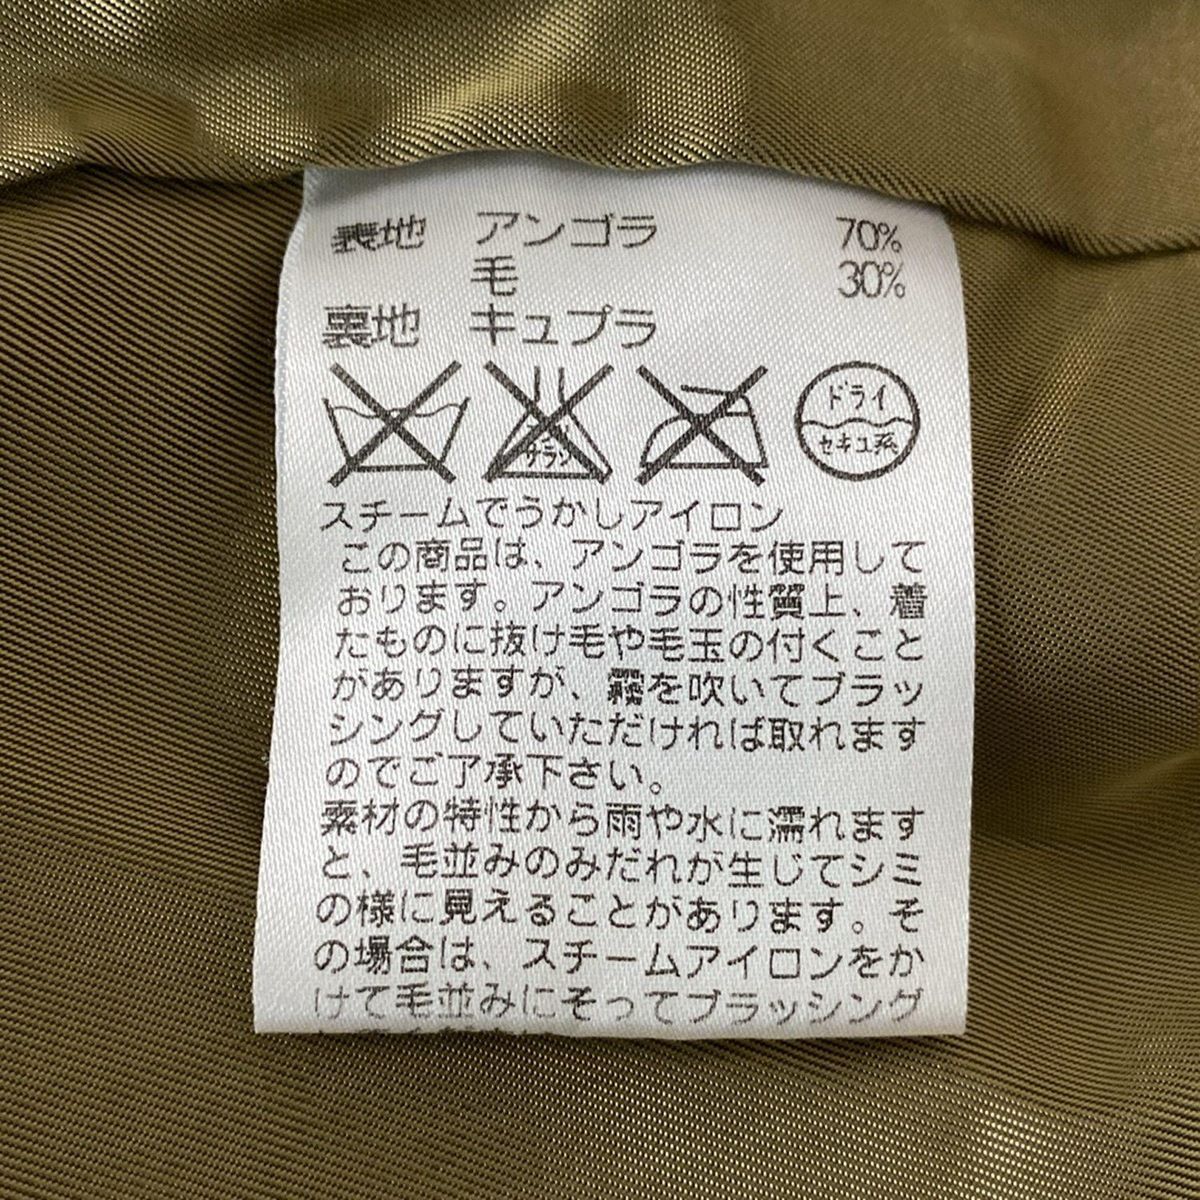 表地 アンゴラ 70%
毛 30%
裏地 キュプラ
サラシ
ドライ
セキユ系
スチームでうかしアイロン
この商品は、アンゴラを使用して
おります。アンゴラの性質上、着
たものに抜け毛や毛玉の付くこと
がありますが、霧を吹いてブラッ
シングしていただければ取れます
のでご了承下さい。
素材の特性から雨や水に濡れます
と、毛並みのみだれが生じてシミ
の様に見えることがあります。そ
の場合は、スチームアイロンをか
けて毛並みにそってブラッシング